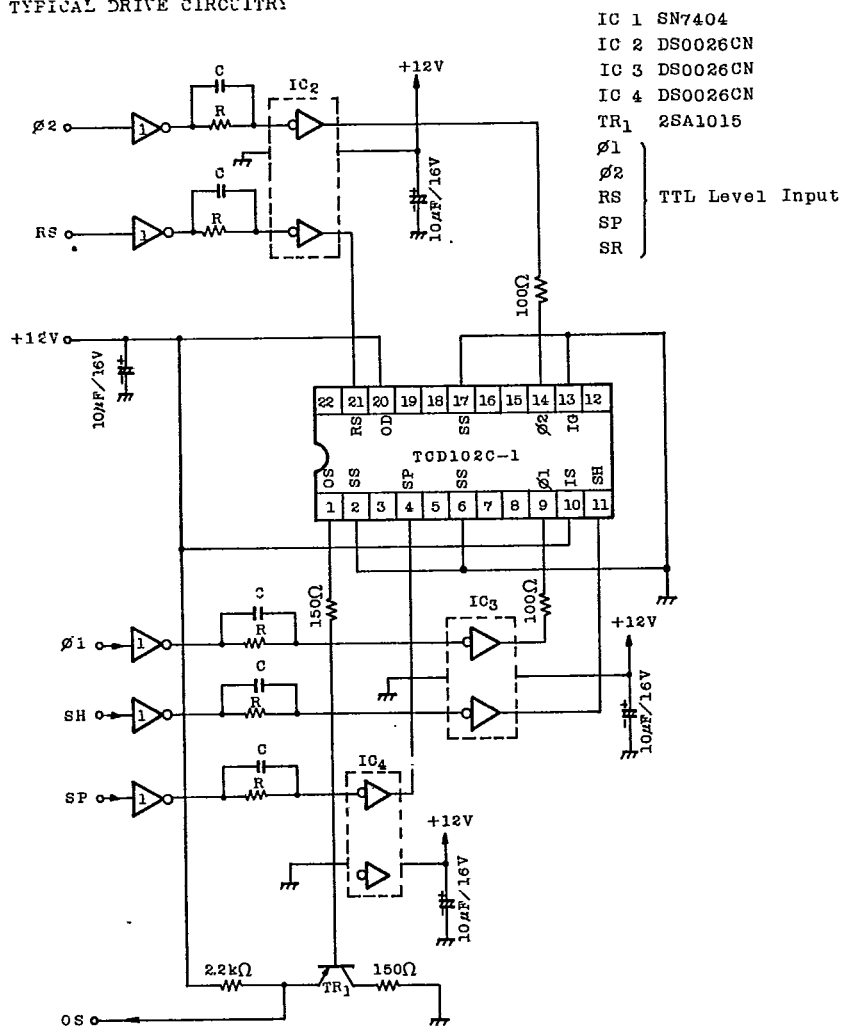 TYPICAL DRIVE CIRCUITRY
IC 1 SN7404
IC 2 DS0026CN
IC 3 DS0026CN
IC 4 DS0026CN
TR1 2SA1015
Ø1
Ø2
RS
SP
SR
TTL Level Input
+12V
C
IC2
Ø2
1
R
C
10µF/16V
RS
1
R
100Ω
+12V
10µF/16V
22 21 20 19 18 17 16 15 14 13 12
RS OD SS Ø2 IG
TCD102C-1
OS SS SP SS Ø1 IS SH
1 2 3 4 5 6 7 8 9 10 11
150Ω
100Ω
IC3
+12V
Ø1
1
R
C
SH
1
R
10µF/16V
C
IC4
SP
1
R
+12V
10µF/16V
2.2kΩ
TR1
150Ω
OS